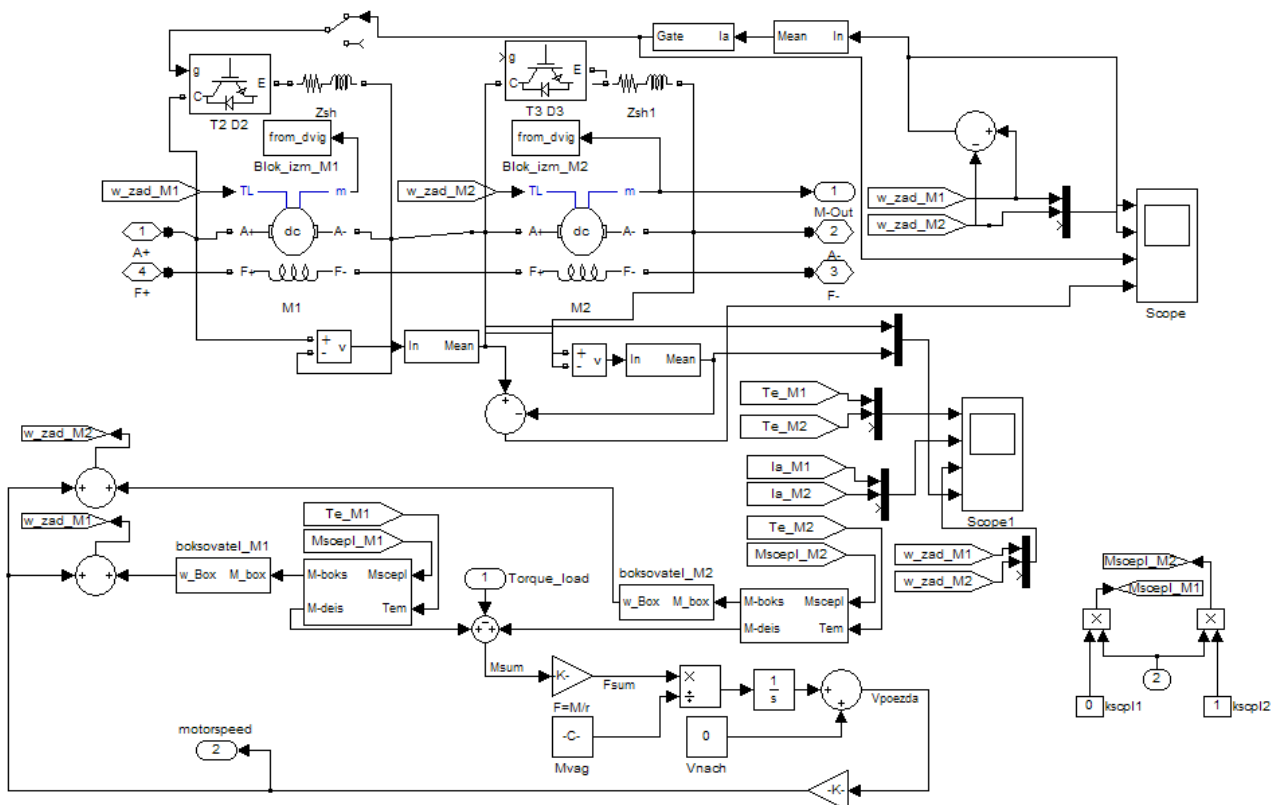 Gate Ia
Mean In
g
C
E
T2 D2
Zsh
g
C
E
T3 D3
Zsh1
from_dvig
Blok_izm_M1
from_dvig
Blok_izm_M2
w_zad_M1
TL m
w_zad_M2
TL m
1
M-Out
w_zad_M1
w_zad_M2
1
A+
A+ dc A-
A+ dc A-
2
A-
4
F+
F+ F-
F+ F-
3
F-
M1
M2
Scope
+
-
v
In Mean
+
-
v
In Mean
+
-
+
-
Te_M1
Te_M2
Ia_M1
Ia_M2
Scope1
w_zad_M1
w_zad_M2
w_zad_M2
+
+
w_zad_M1
+
+
boksovatel_M1
w_Box M_box
Te_M1
Mscepl_M1
M-boks Mscepl
M-deis Tem
1
Torque_load
boksovatel_M2
w_Box M_box
Te_M2
Mscepl_M2
M-boks Mscepl
M-deis Tem
Mscepl_M2
Mscepl_M1
×
×
2
0
kscpl1
1
kscpl2
+ - +
Msum
-K-
F=M/r
Fsum
×
÷
1
s
+
+
Vpoezda
-C-
Mvag
0
Vnach
motorspeed
2
-K-